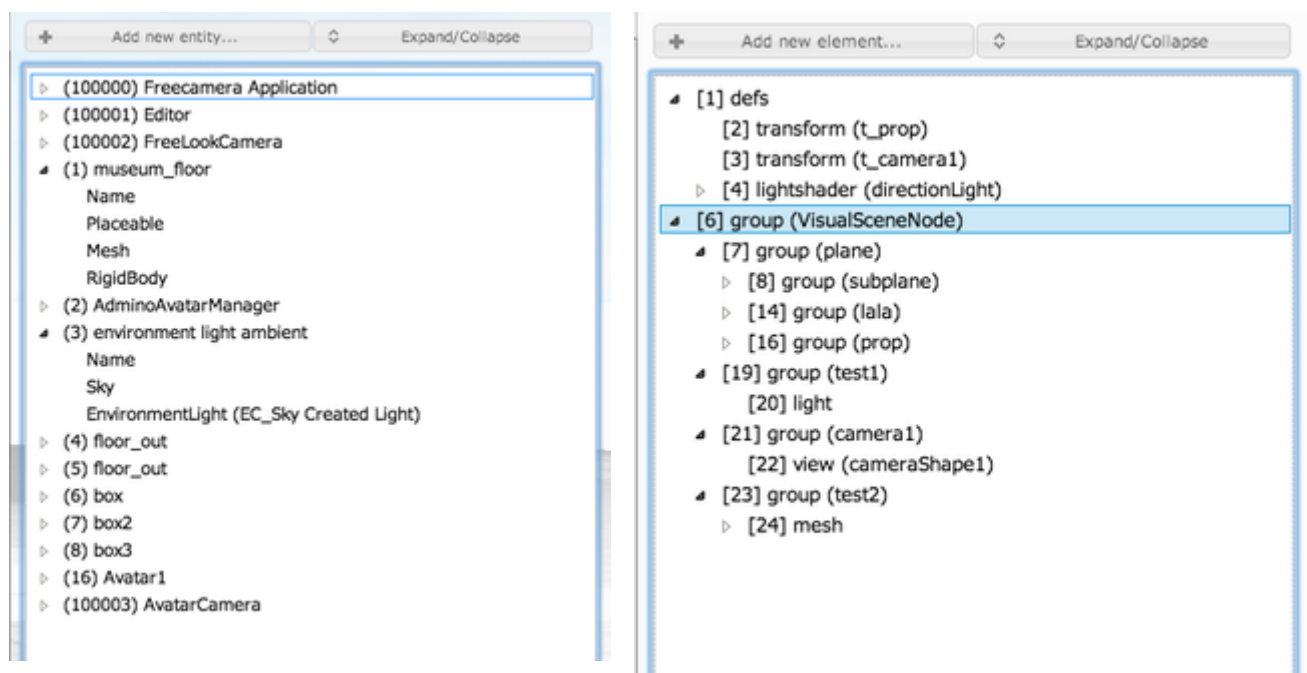 Add new entity... Expand/Collapse
(100000) Freecamera Application
(100001) Editor
(100002) FreeLookCamera
(1) museum_floor
Name
Placeable
Mesh
RigidBody
(2) AdminoAvatarManager
(3) environment light ambient
Name
Sky
EnvironmentLight (EC_Sky Created Light)
(4) floor_out
(5) floor_out
(6) box
(7) box2
(8) box3
(16) Avatar1
(100003) AvatarCamera
Add new element... Expand/Collapse
[1] defs
[2] transform (t_prop)
[3] transform (t_camera1)
[4] lightshader (directionLight)
[6] group (VisualSceneNode)
[7] group (plane)
[8] group (subplane)
[14] group (lala)
[16] group (prop)
[19] group (test1)
[20] light
[21] group (camera1)
[22] view (cameraShape1)
[23] group (test2)
[24] mesh